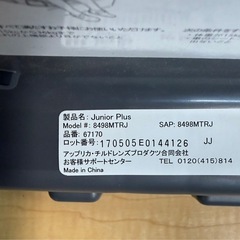 製品名: Junior Plus
Model #: 8498MTRJ SAP: 8498MTRJ
品番: 67170
ロット番号: 170505E0144126 JJ
アップリカ・チルドレンズプロダクツ合同会社
お客様サポートセンター TEL 0120(415)814
Made in China